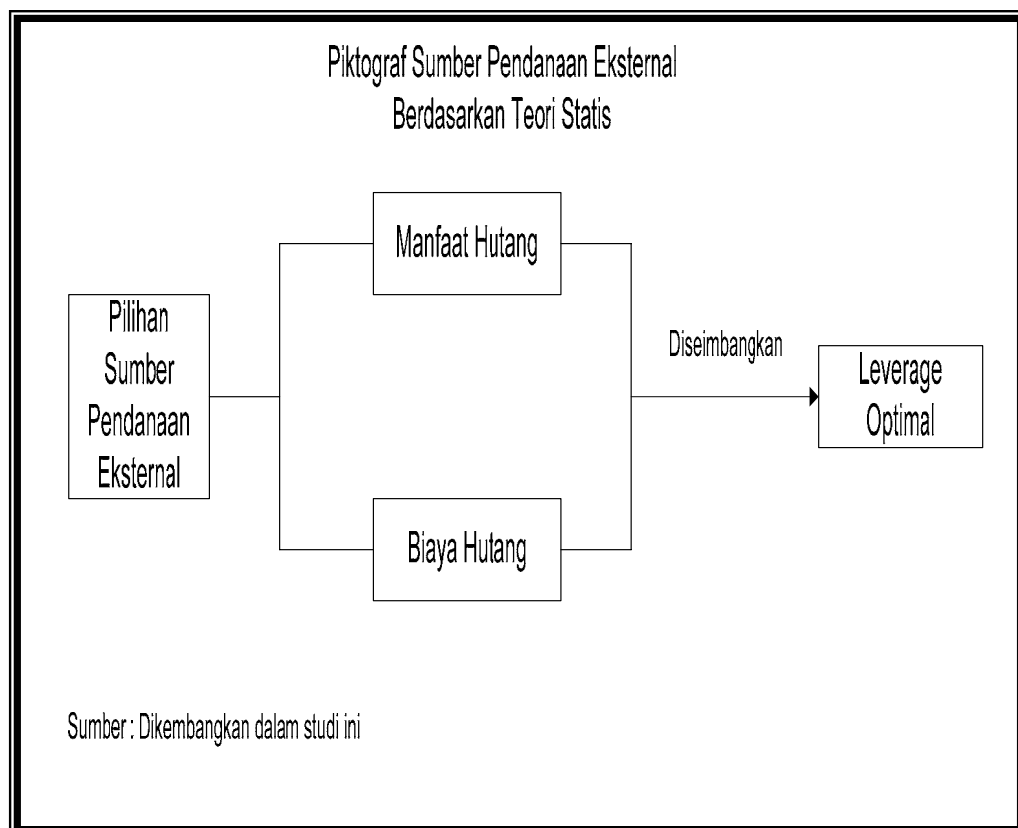 Piktograf Sumber Pendanaan Eksternal
Berdasarkan Teori Statis
Manfaat Hutang
Pilihan
Sumber
Pendanaan
Eksternal
Diseimbangkan
Leverage
Optimal
Biaya Hutang
Sumber : Dikembangkan dalam studi ini